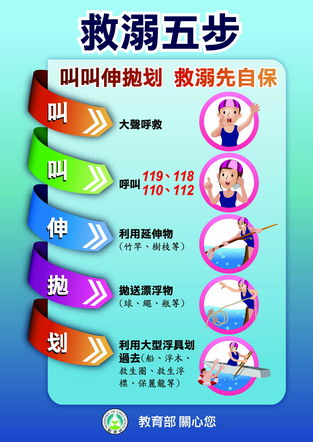 救溺五步
叫叫伸拋划 救溺先自保
叫
大聲呼救
叫
呼叫 119、118
110、112
伸
利用延伸物
(竹竿、樹枝等)
拋
拋送漂浮物
(球、繩、瓶等)
划
利用大型浮具划
過去(船、浮木、
救生圈、救生浮
標、保麗龍等)
教育部 關心您